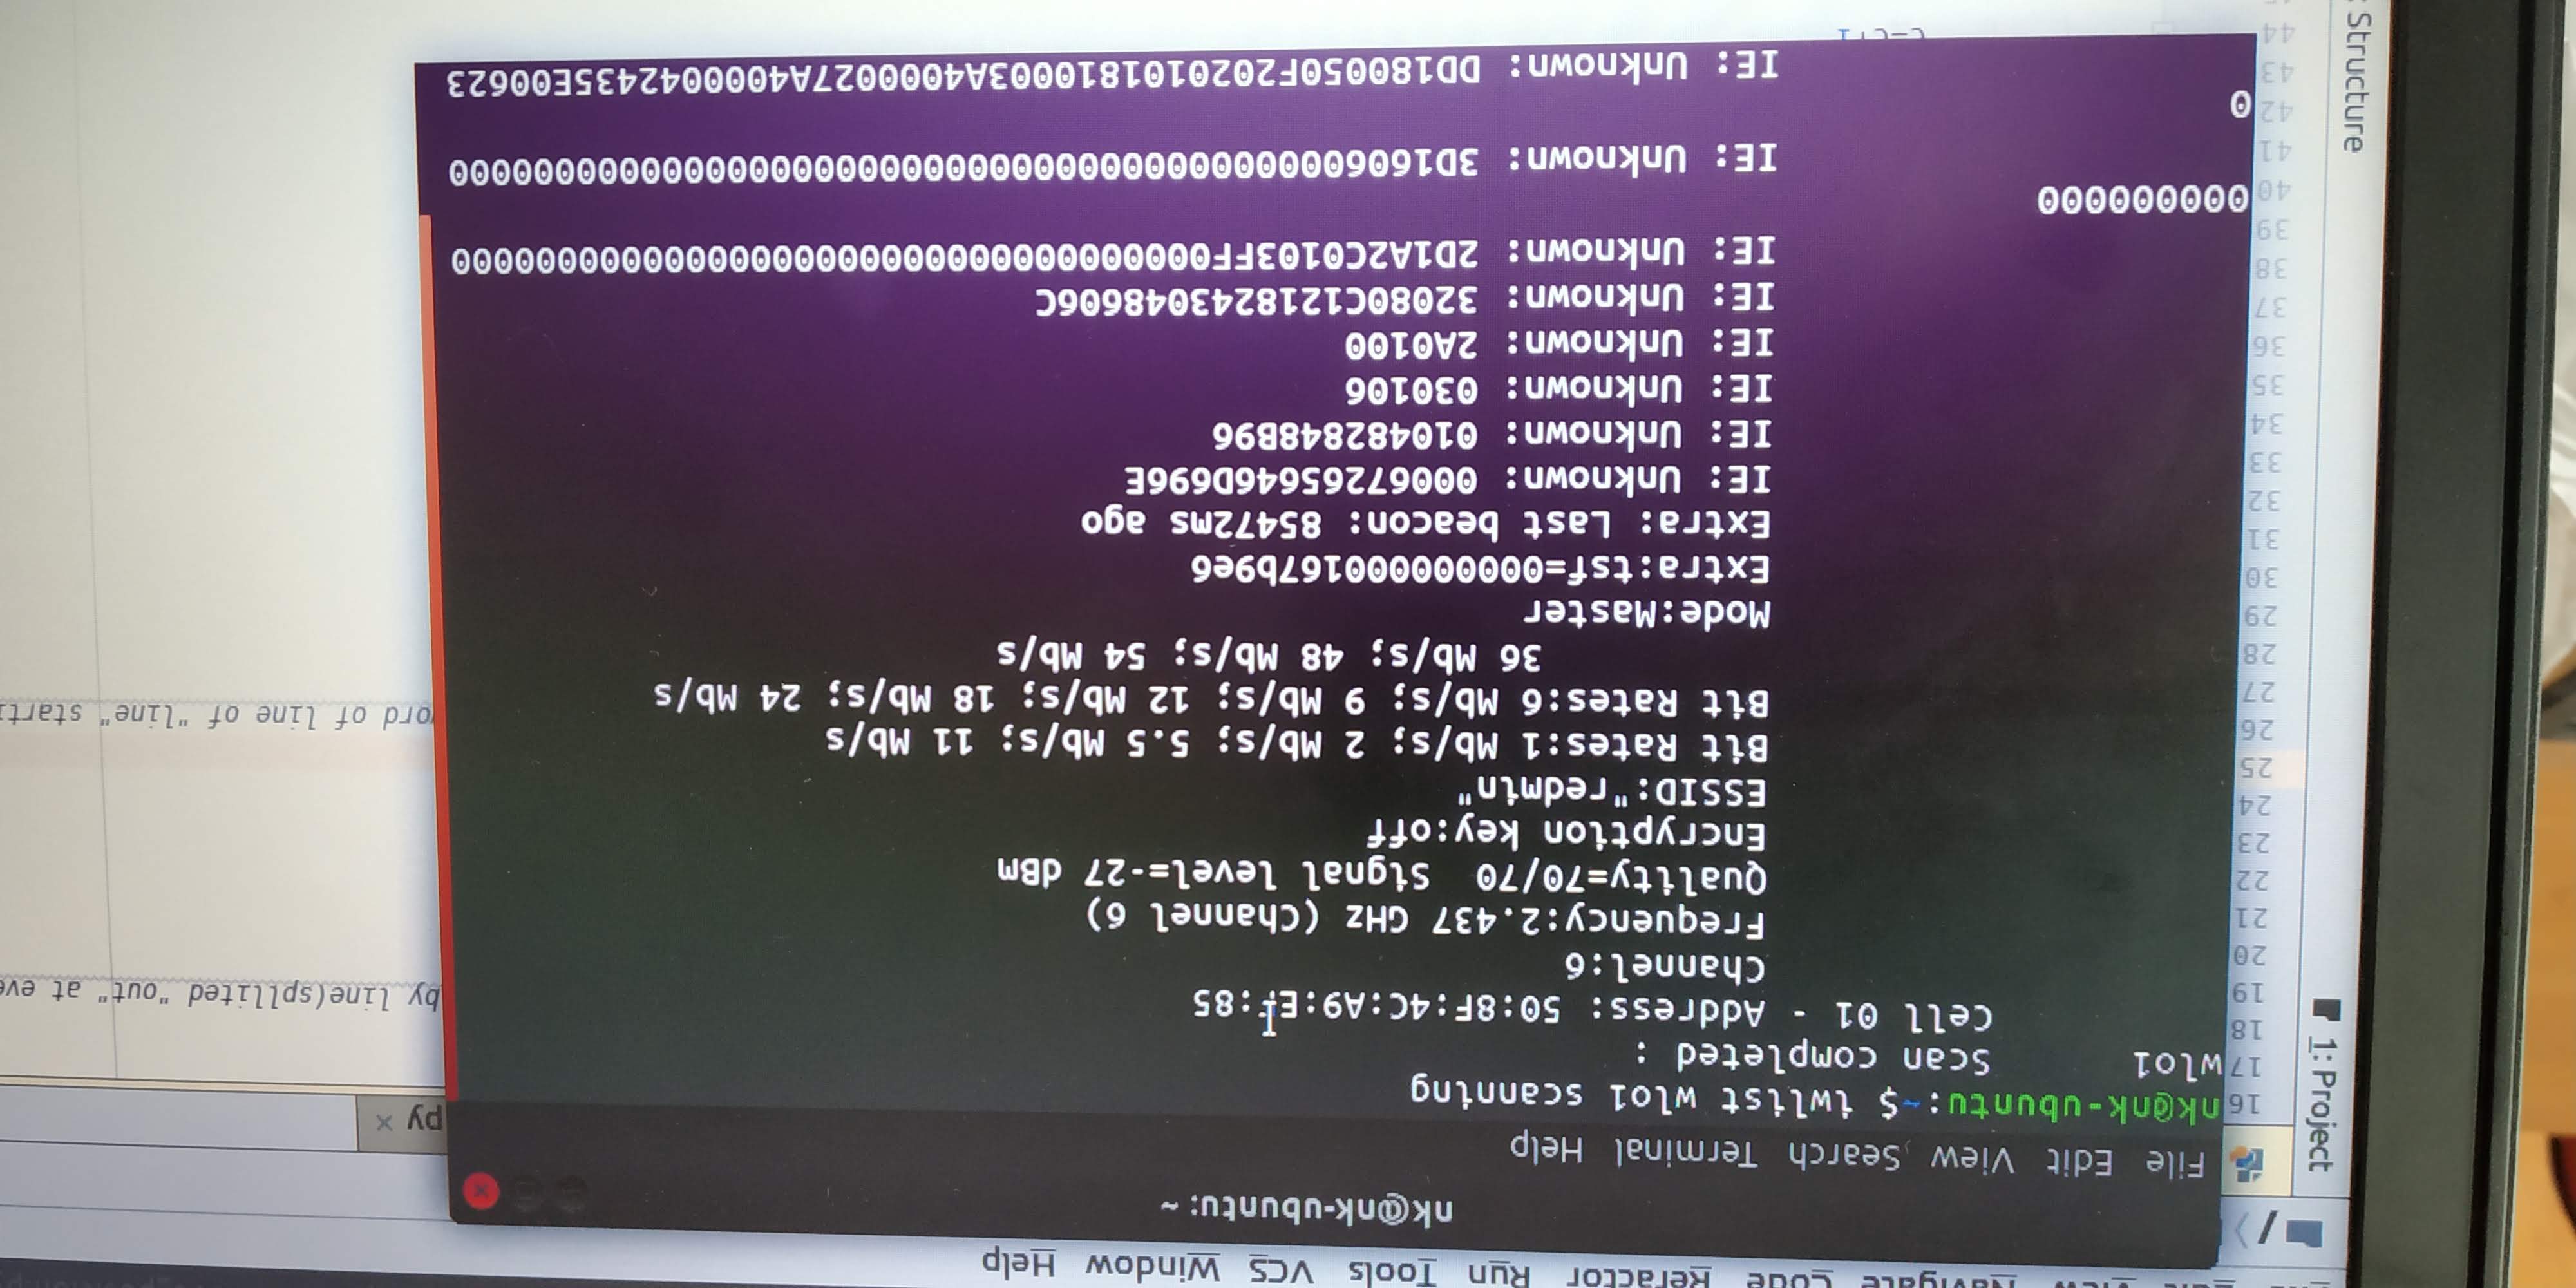 Edit View Navigate Code Refactor Run Tools VCS Window Help
/
nk@nk-ubuntu: ~
1: Project
File Edit View Search Terminal Help
py ×
16
nk@nk-ubuntu:~$ iwlist wlo1 scanning
17
wlo1 Scan completed :
18
Cell 01 - Address: 50:8F:4C:A9:EF:85
19
by line(spllited "out" at eve
Channel:6
20
Frequency:2.437 GHz (Channel 6)
21
Quality=70/70 Signal level=-27 dBm
22
Encryption key:off
23
ESSID:"redmin"
24
25
Bit Rates:1 Mb/s; 2 Mb/s; 5.5 Mb/s; 11 Mb/s
26
ord of line of "line" starti
Bit Rates:6 Mb/s; 9 Mb/s; 12 Mb/s; 18 Mb/s; 24 Mb/s
27
36 Mb/s; 48 Mb/s; 54 Mb/s
28
Mode:Master
29
Extra:tsf=000000000167b9e6
30
31
Extra: Last beacon: 85472ms ago
32
IE: Unknown: 00067265646D696E
33
IE: Unknown: 010482848B96
34
IE: Unknown: 030106
35
IE: Unknown: 2A0100
36
IE: Unknown: 32080C1218243048606C
37
38
IE: Unknown: 2D1A2C0103FF0000000000000000000000000000000000
39
000000000
40
IE: Unknown: 3D160600000000000000000000000000000000000000000
41
0
42
IE: Unknown: DD180050F2020101810003A4000027A4000042435E00623
43
44
Structure